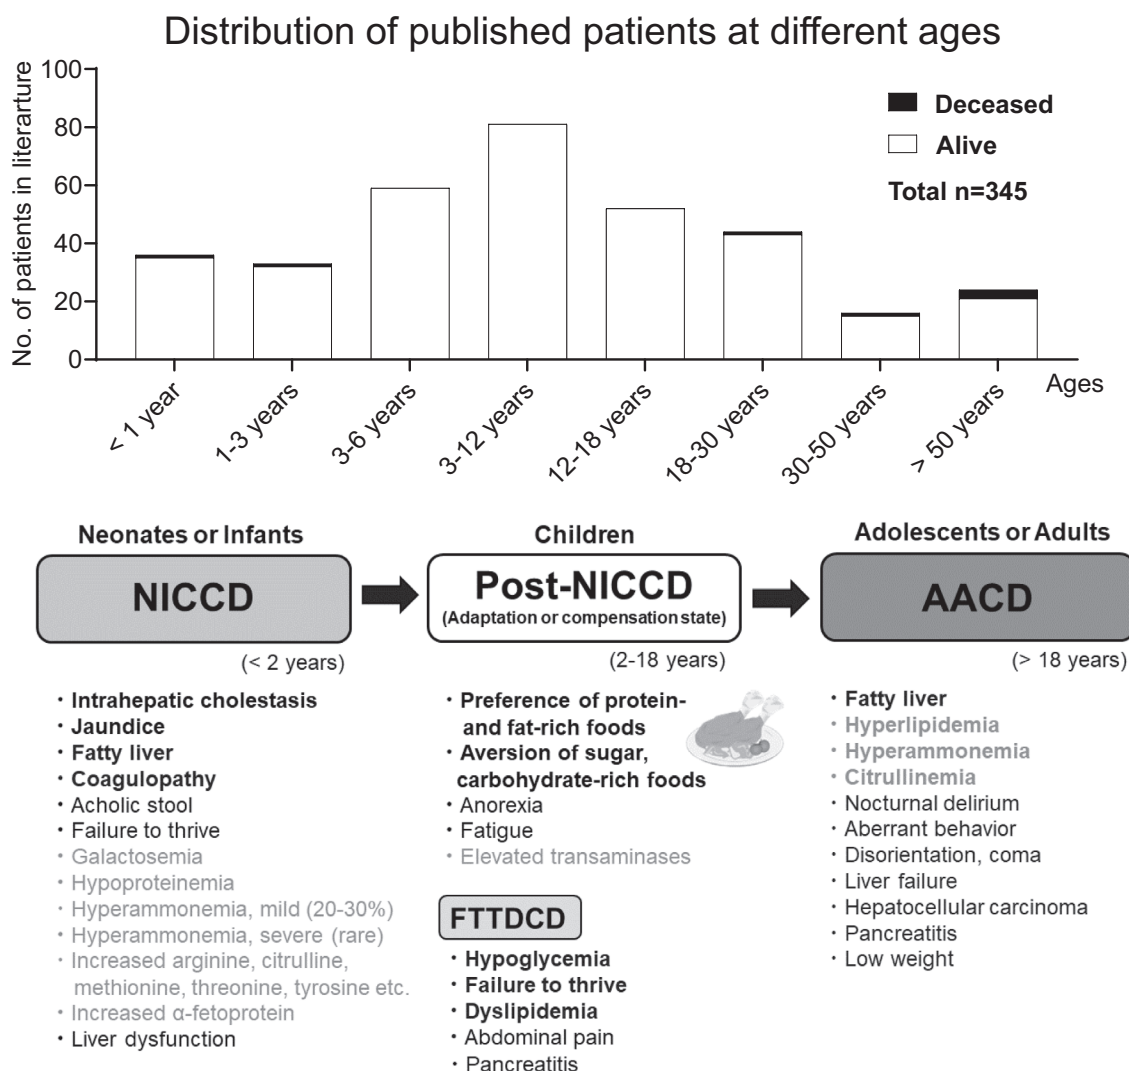 Distribution of published patients at different ages
No. of patients in literarture
100
80
60
40
20
0
Deceased
Alive
Total n=345
< 1 year
1-3 years
3-6 years
3-12 years
12-18 years
18-30 years
30-50 years
> 50 years
Ages
Neonates or Infants
NICCD
(< 2 years)
· Intrahepatic cholestasis
· Jaundice
· Fatty liver
· Coagulopathy
· Acholic stool
· Failure to thrive
· Galactosemia
· Hypoproteinemia
· Hyperammonemia, mild (20-30%)
· Hyperammonemia, severe (rare)
· Increased arginine, citrulline,
methionine, threonine, tyrosine etc.
· Increased α-fetoprotein
· Liver dysfunction
Children
Post-NICCD
(Adaptation or compensation state)
(2-18 years)
· Preference of protein-
and fat-rich foods
· Aversion of sugar,
carbohydrate-rich foods
· Anorexia
· Fatigue
· Elevated transaminases
FTTDCD
· Hypoglycemia
· Failure to thrive
· Dyslipidemia
· Abdominal pain
· Pancreatitis
Adolescents or Adults
AACD
(> 18 years)
· Fatty liver
· Hyperlipidemia
· Hyperammonemia
· Citrullinemia
· Nocturnal delirium
· Aberrant behavior
· Disorientation, coma
· Liver failure
· Hepatocellular carcinoma
· Pancreatitis
· Low weight